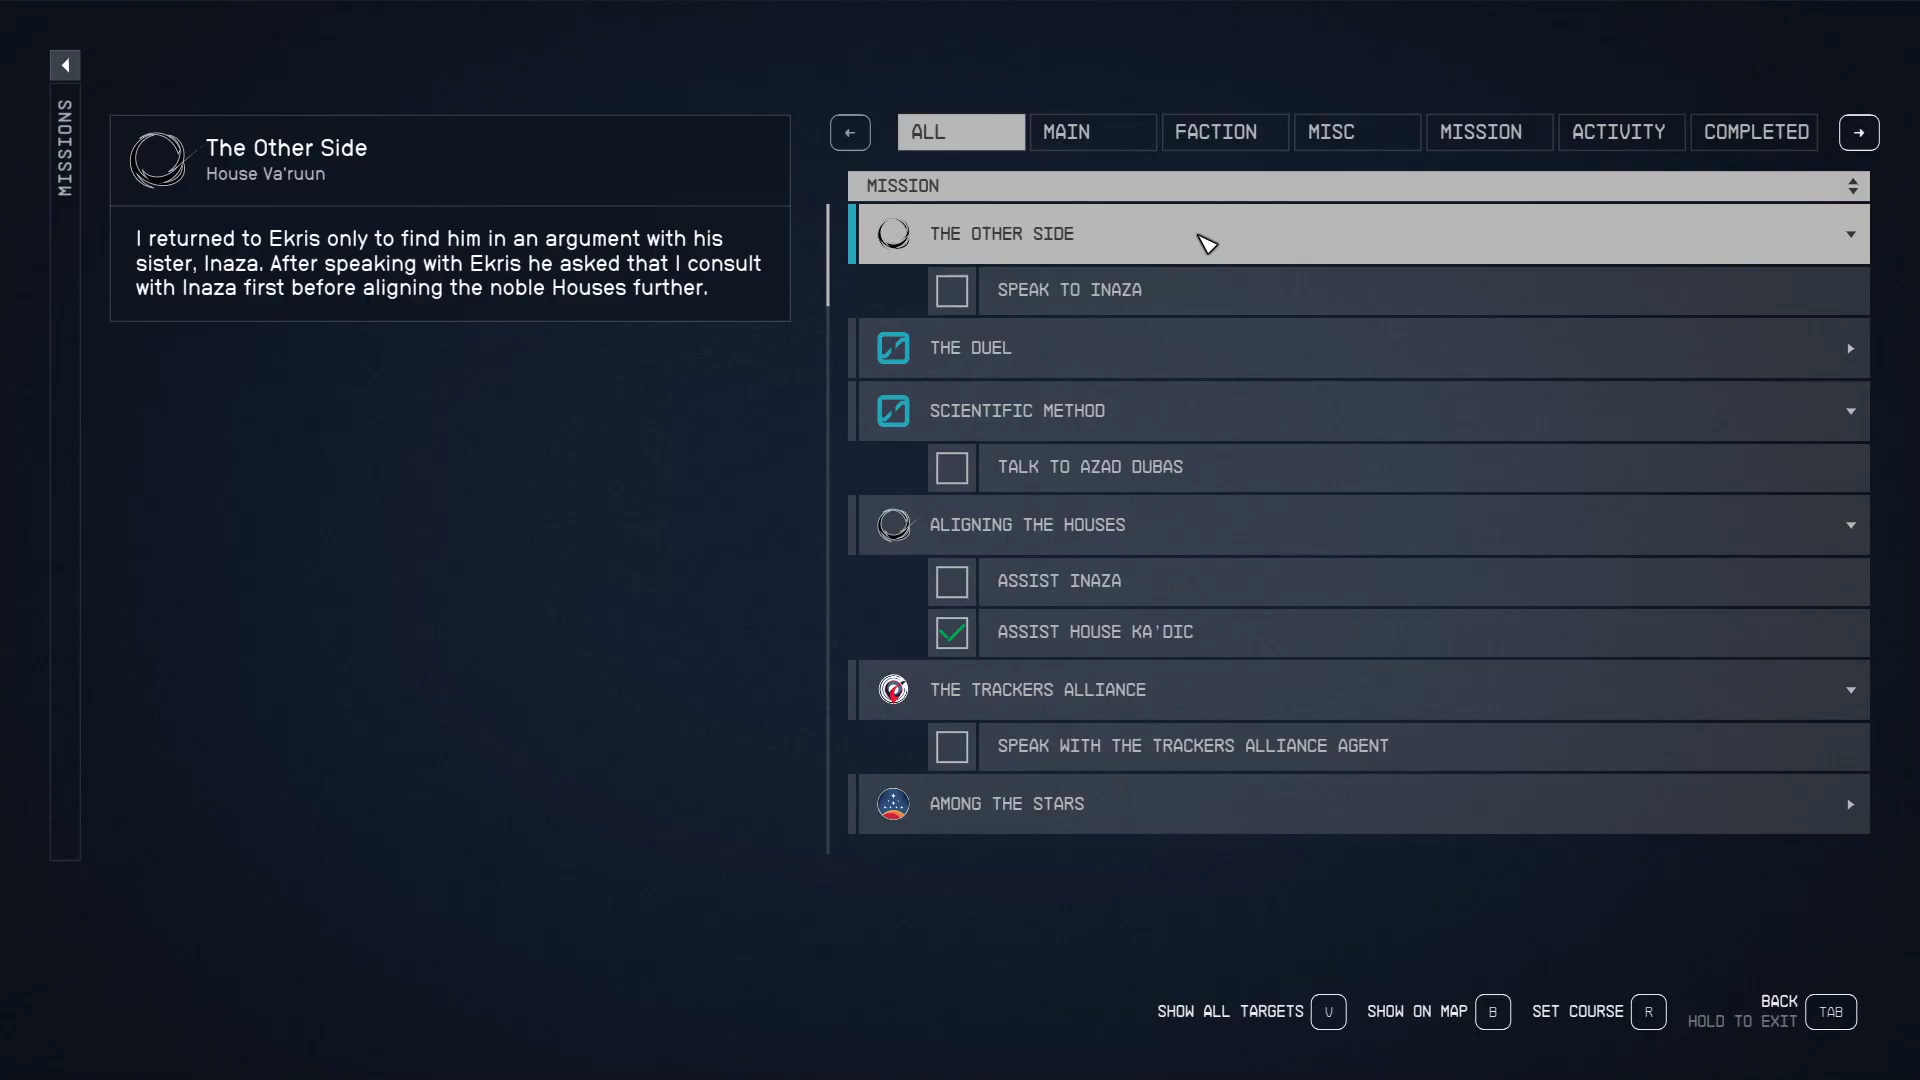 MISSIONS
The Other Side
House Va'ruun
I returned to Ekris only to find him in an argument with his
sister, Inaza. After speaking with Ekris he asked that I consult
with Inaza first before aligning the noble Houses further.
ALL
MAIN
FACTION
MISC
MISSION
ACTIVITY
COMPLETED
MISSION
THE OTHER SIDE
SPEAK TO INAZA
THE DUEL
SCIENTIFIC METHOD
TALK TO AZAD DUBAS
ALIGNING THE HOUSES
ASSIST INAZA
ASSIST HOUSE KA'DIC
THE TRACKERS ALLIANCE
SPEAK WITH THE TRACKERS ALLIANCE AGENT
AMONG THE STARS
SHOW ALL TARGETS V
SHOW ON MAP B
SET COURSE R
BACK
HOLD TO EXIT
TAB